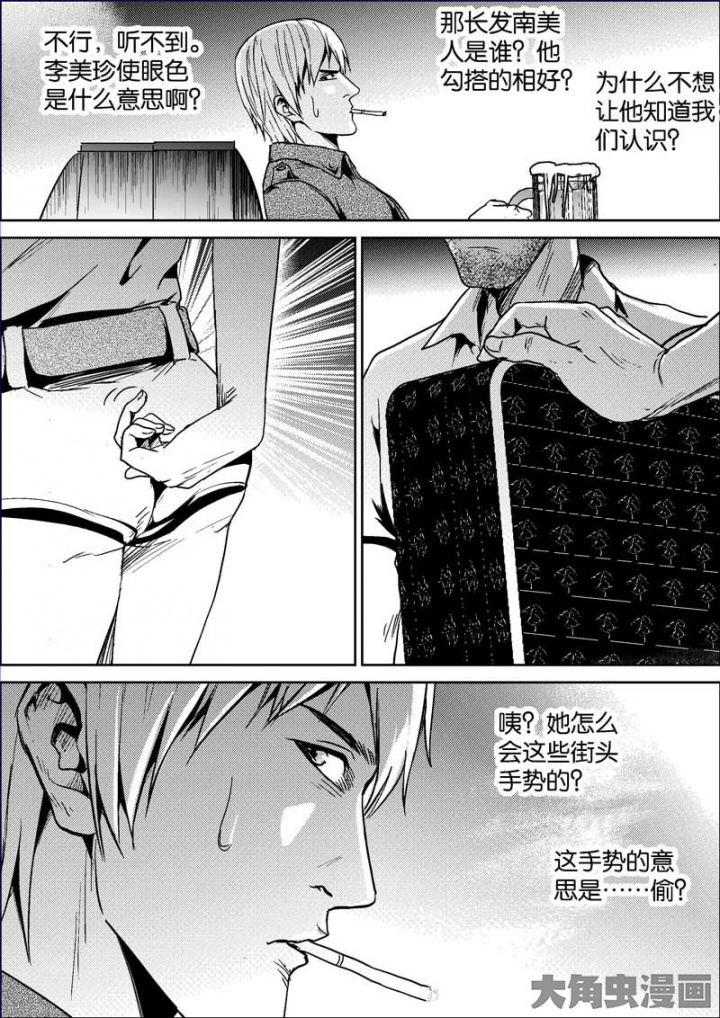 不行，听不到。
李美珍使眼色
是什么意思啊？
那长发南美
人是谁？他
勾搭的相好？
为什么不想
让他知道我
们认识？
咦？她怎么
会这些街头
手势的？
这手势的意
思是……偷？
大角虫漫画